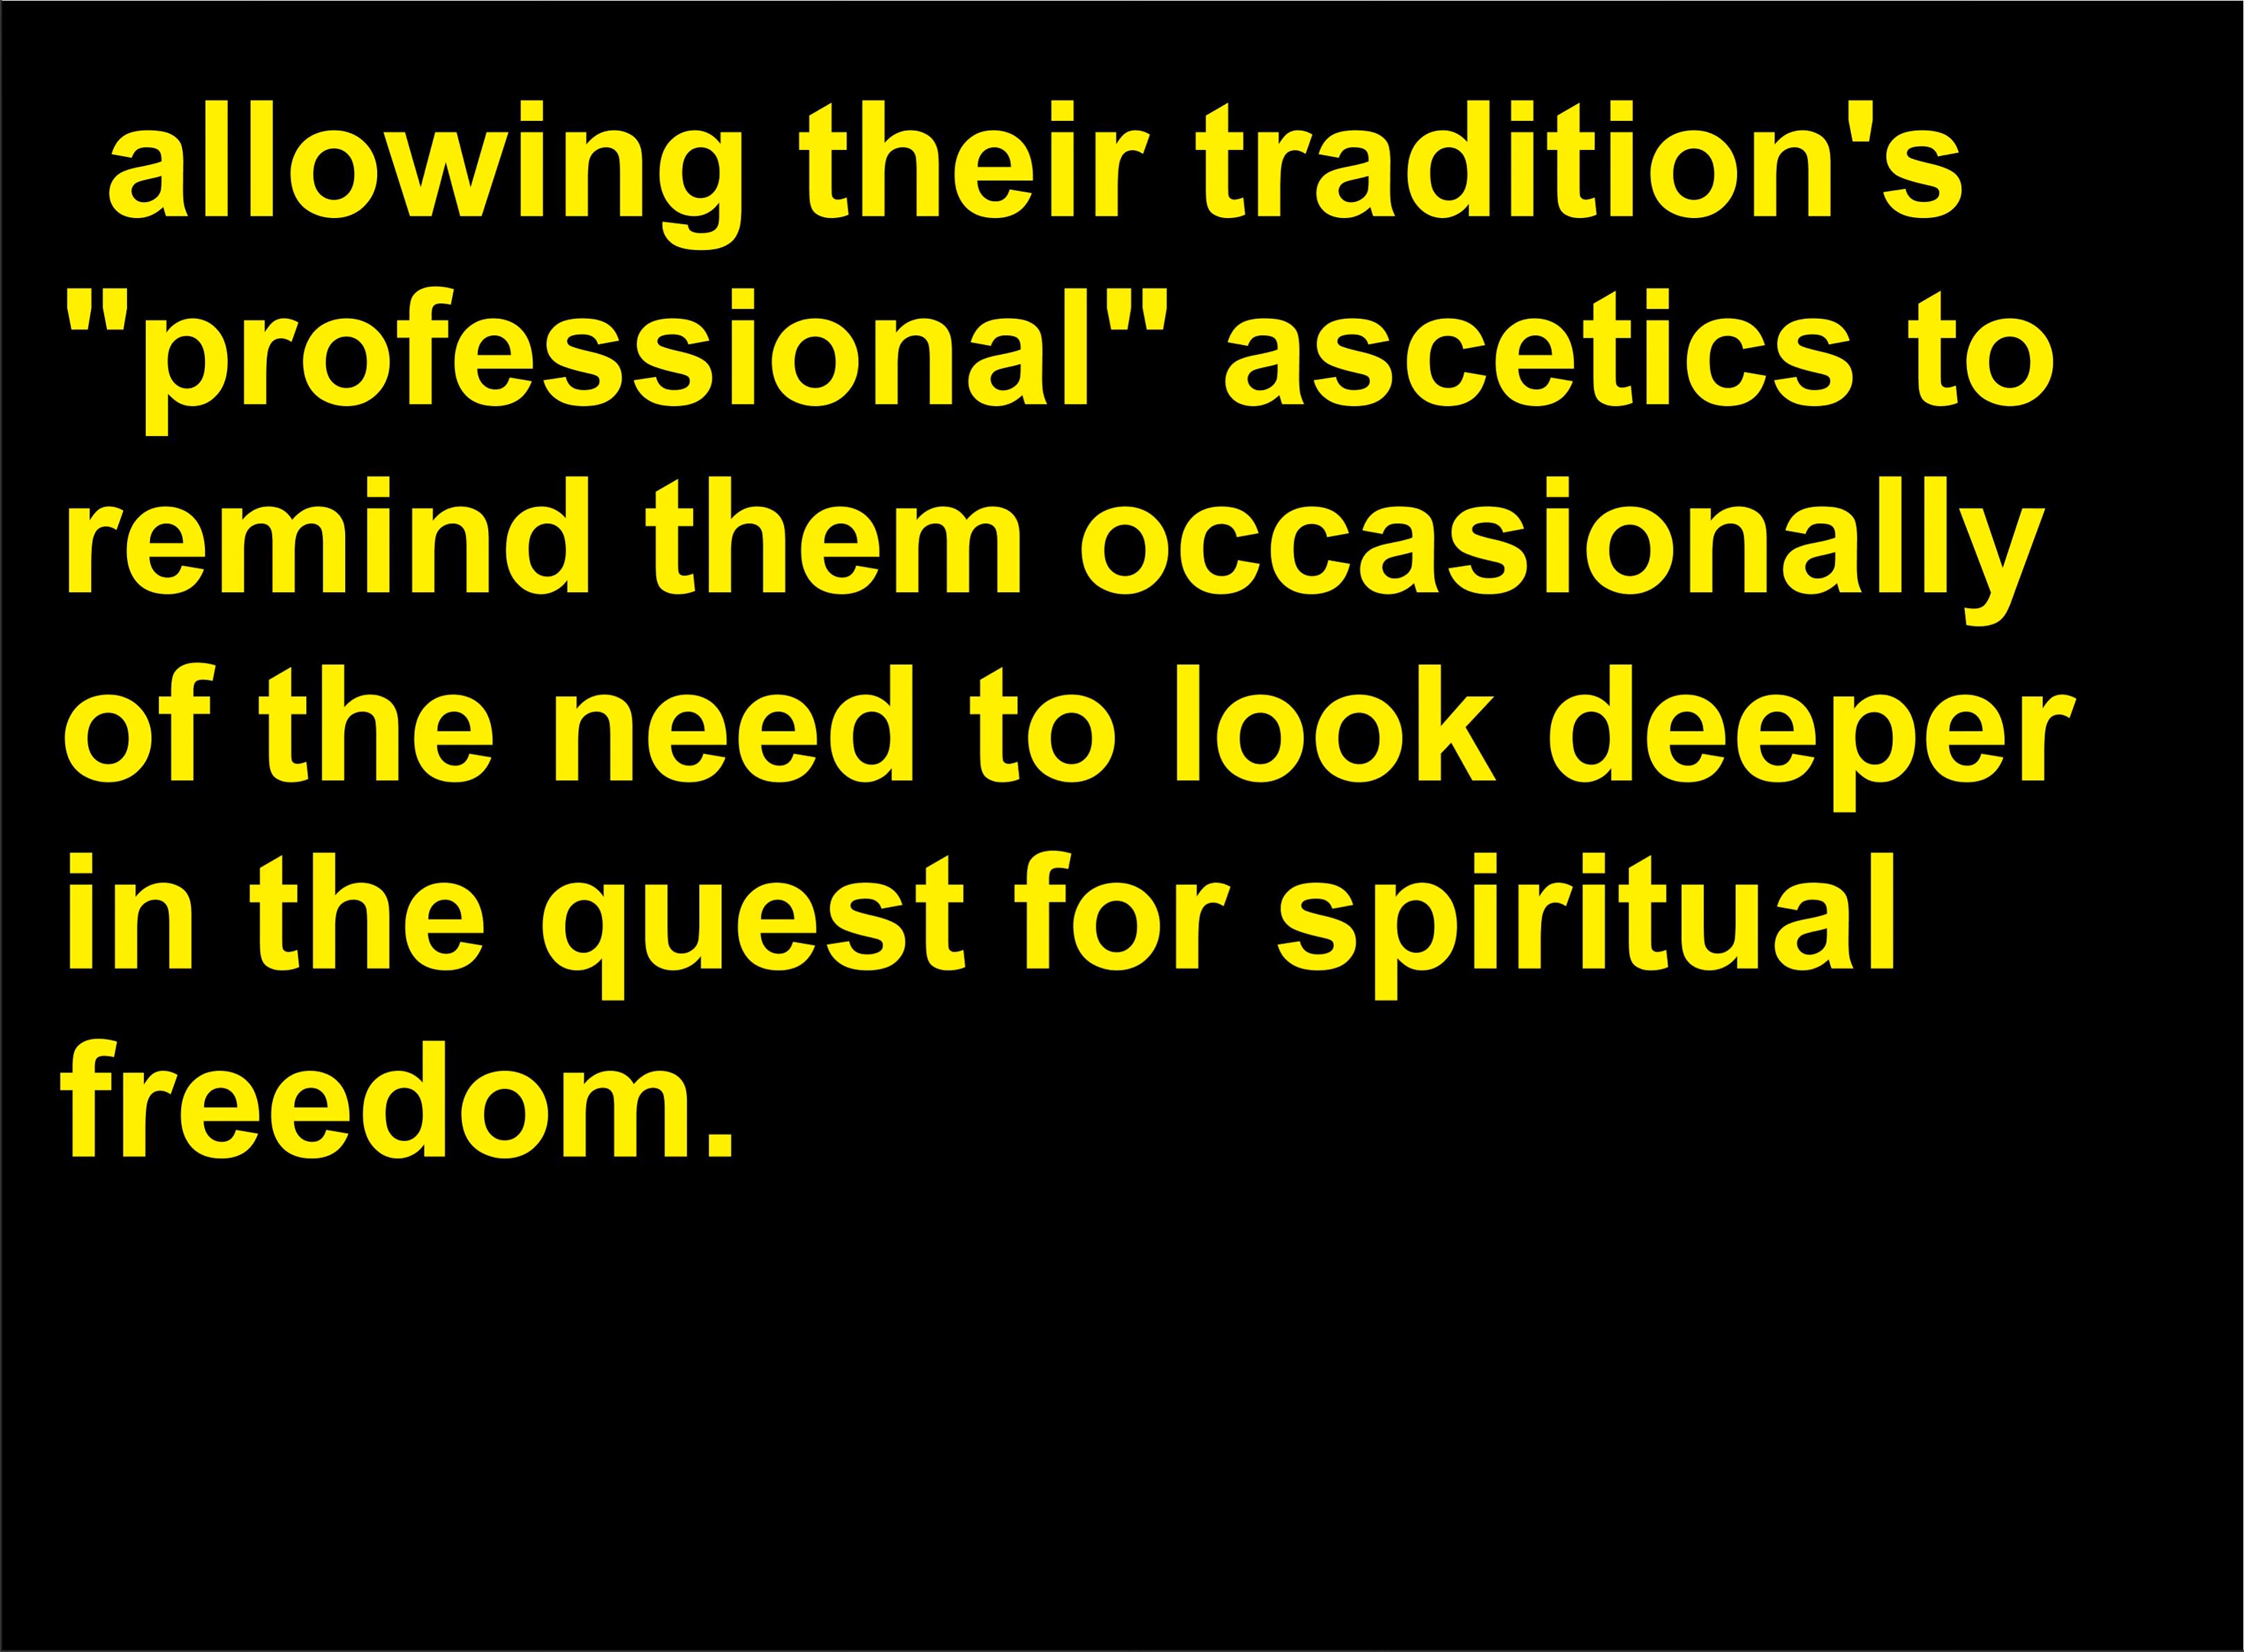 allowing their tradition's
"professional" ascetics to
remind them occasionally
of the need to look deeper
in the quest for spiritual
freedom.